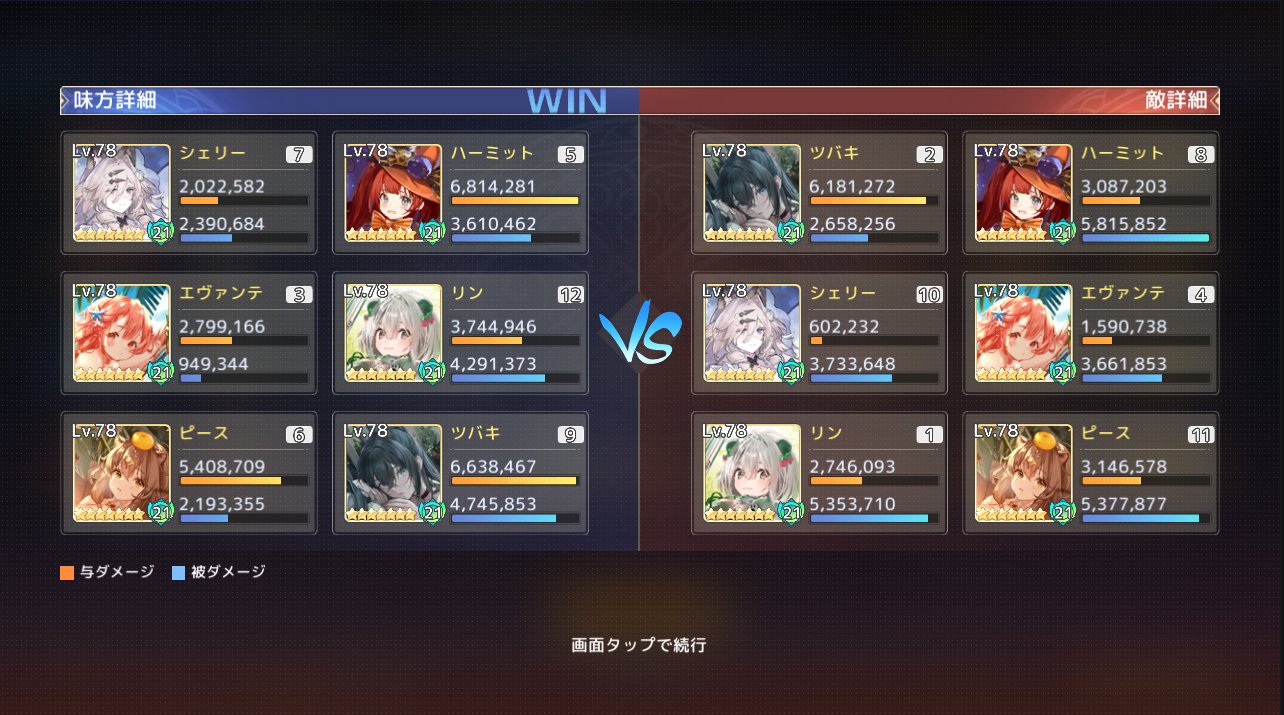 味方詳細 WIN 敵詳細
Lv.78 シェリー 7
2,022,582
2,390,684
21
Lv.78 ハーミット 5
6,814,281
3,610,462
21
Lv.78 ツバキ 2
6,181,272
2,658,256
21
Lv.78 ハーミット 8
3,087,203
5,815,852
21
Lv.78 エヴァンテ 3
2,799,166
949,344
21
Lv.78 リン 12
3,744,946
4,291,373
21
VS
Lv.78 シェリー 10
602,232
3,733,648
21
Lv.78 エヴァンテ 4
1,590,738
3,661,853
21
Lv.78 ピース 6
5,408,709
2,193,355
21
Lv.78 ツバキ 9
6,638,467
4,745,853
21
Lv.78 リン 1
2,746,093
5,353,710
21
Lv.78 ピース 11
3,146,578
5,377,877
21
与ダメージ 被ダメージ
画面タップで続行